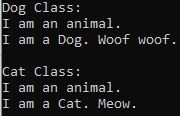 Dog Class:
I am an animal.
I am a Dog. Woof woof.

Cat Class:
I am an animal.
I am a Cat. Meow.